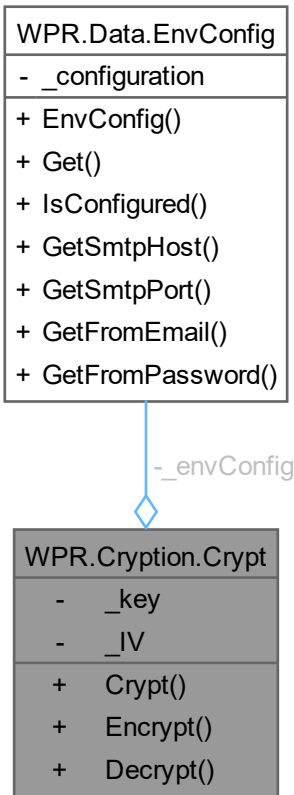 WPR.Data.EnvConfig
- _configuration
+ EnvConfig()
+ Get()
+ IsConfigured()
+ GetSmtpHost()
+ GetSmtpPort()
+ GetFromEmail()
+ GetFromPassword()
-_envConfig
WPR.Cryption.Crypt
- _key
- _IV
+ Crypt()
+ Encrypt()
+ Decrypt()